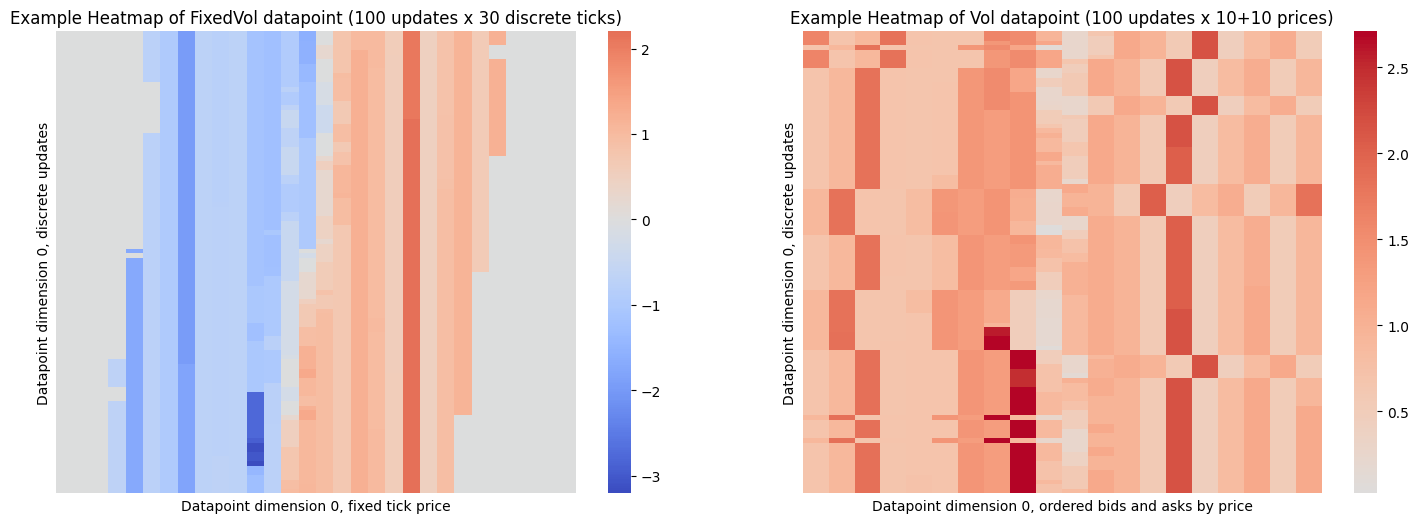 Example Heatmap of FixedVol datapoint (100 updates x 30 discrete ticks)
Datapoint dimension 0, discrete updates
2
1
0
−1
−2
−3
Datapoint dimension 0, fixed tick price
Example Heatmap of Vol datapoint (100 updates x 10+10 prices)
Datapoint dimension 0, discrete updates
2.5
2.0
1.5
1.0
0.5
Datapoint dimension 0, ordered bids and asks by price